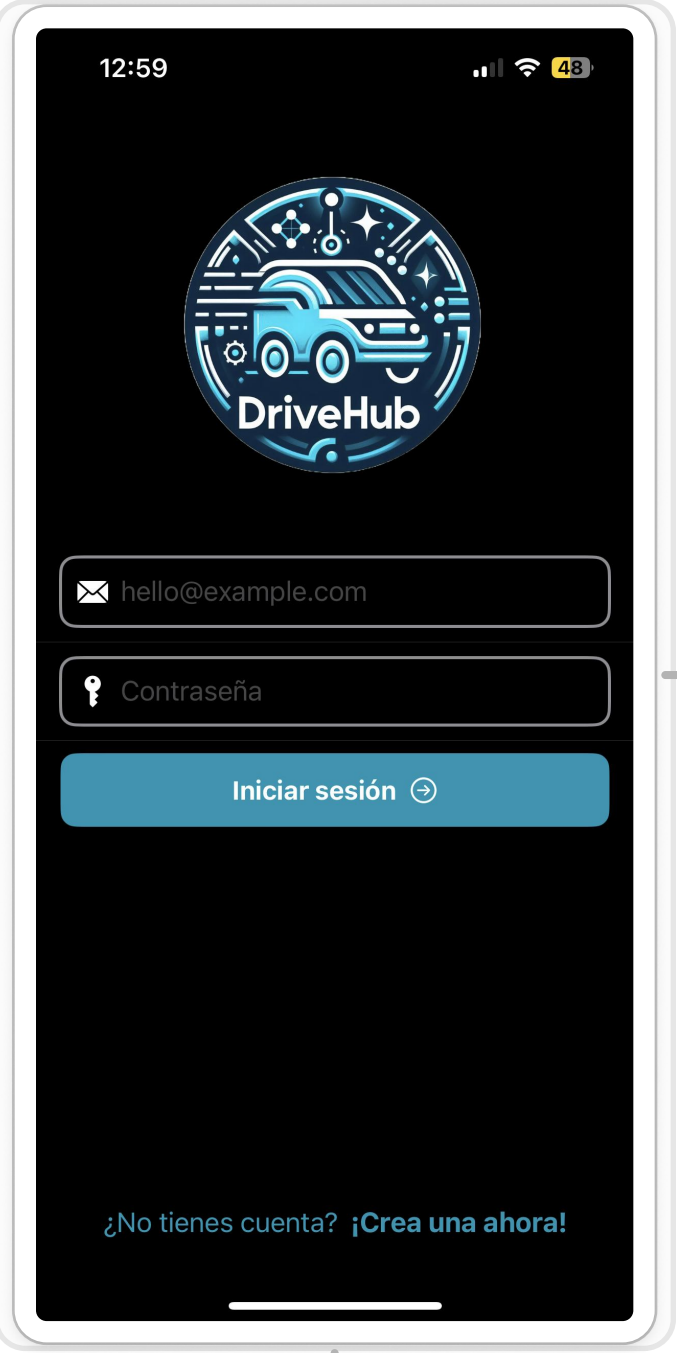 12:59
48
DriveHub
hello@example.com
Contraseña
Iniciar sesión
¿No tienes cuenta? ¡Crea una ahora!